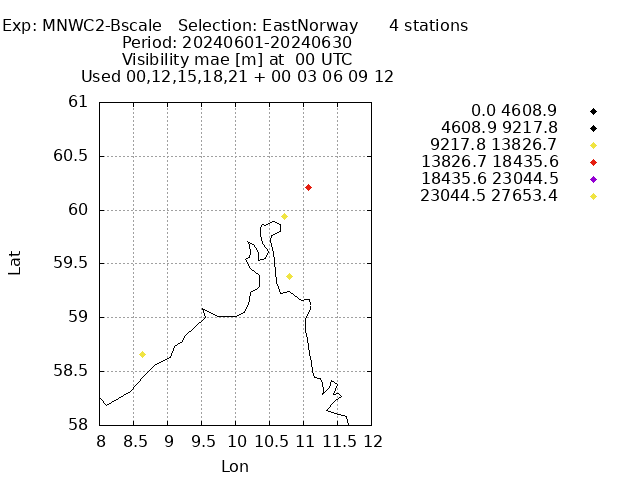 Exp: MNWC2-Bscale   Selection: EastNorway      4 stations
Period: 20240601-20240630
Visibility mae [m] at  00 UTC
Used 00,12,15,18,21 + 00 03 06 09 12
61
60.5
60
59.5
59
58.5
58
Lat
8 8.5 9 9.5 10 10.5 11 11.5 12
Lon
0.0 4608.9
4608.9 9217.8
9217.8 13826.7
13826.7 18435.6
18435.6 23044.5
23044.5 27653.4